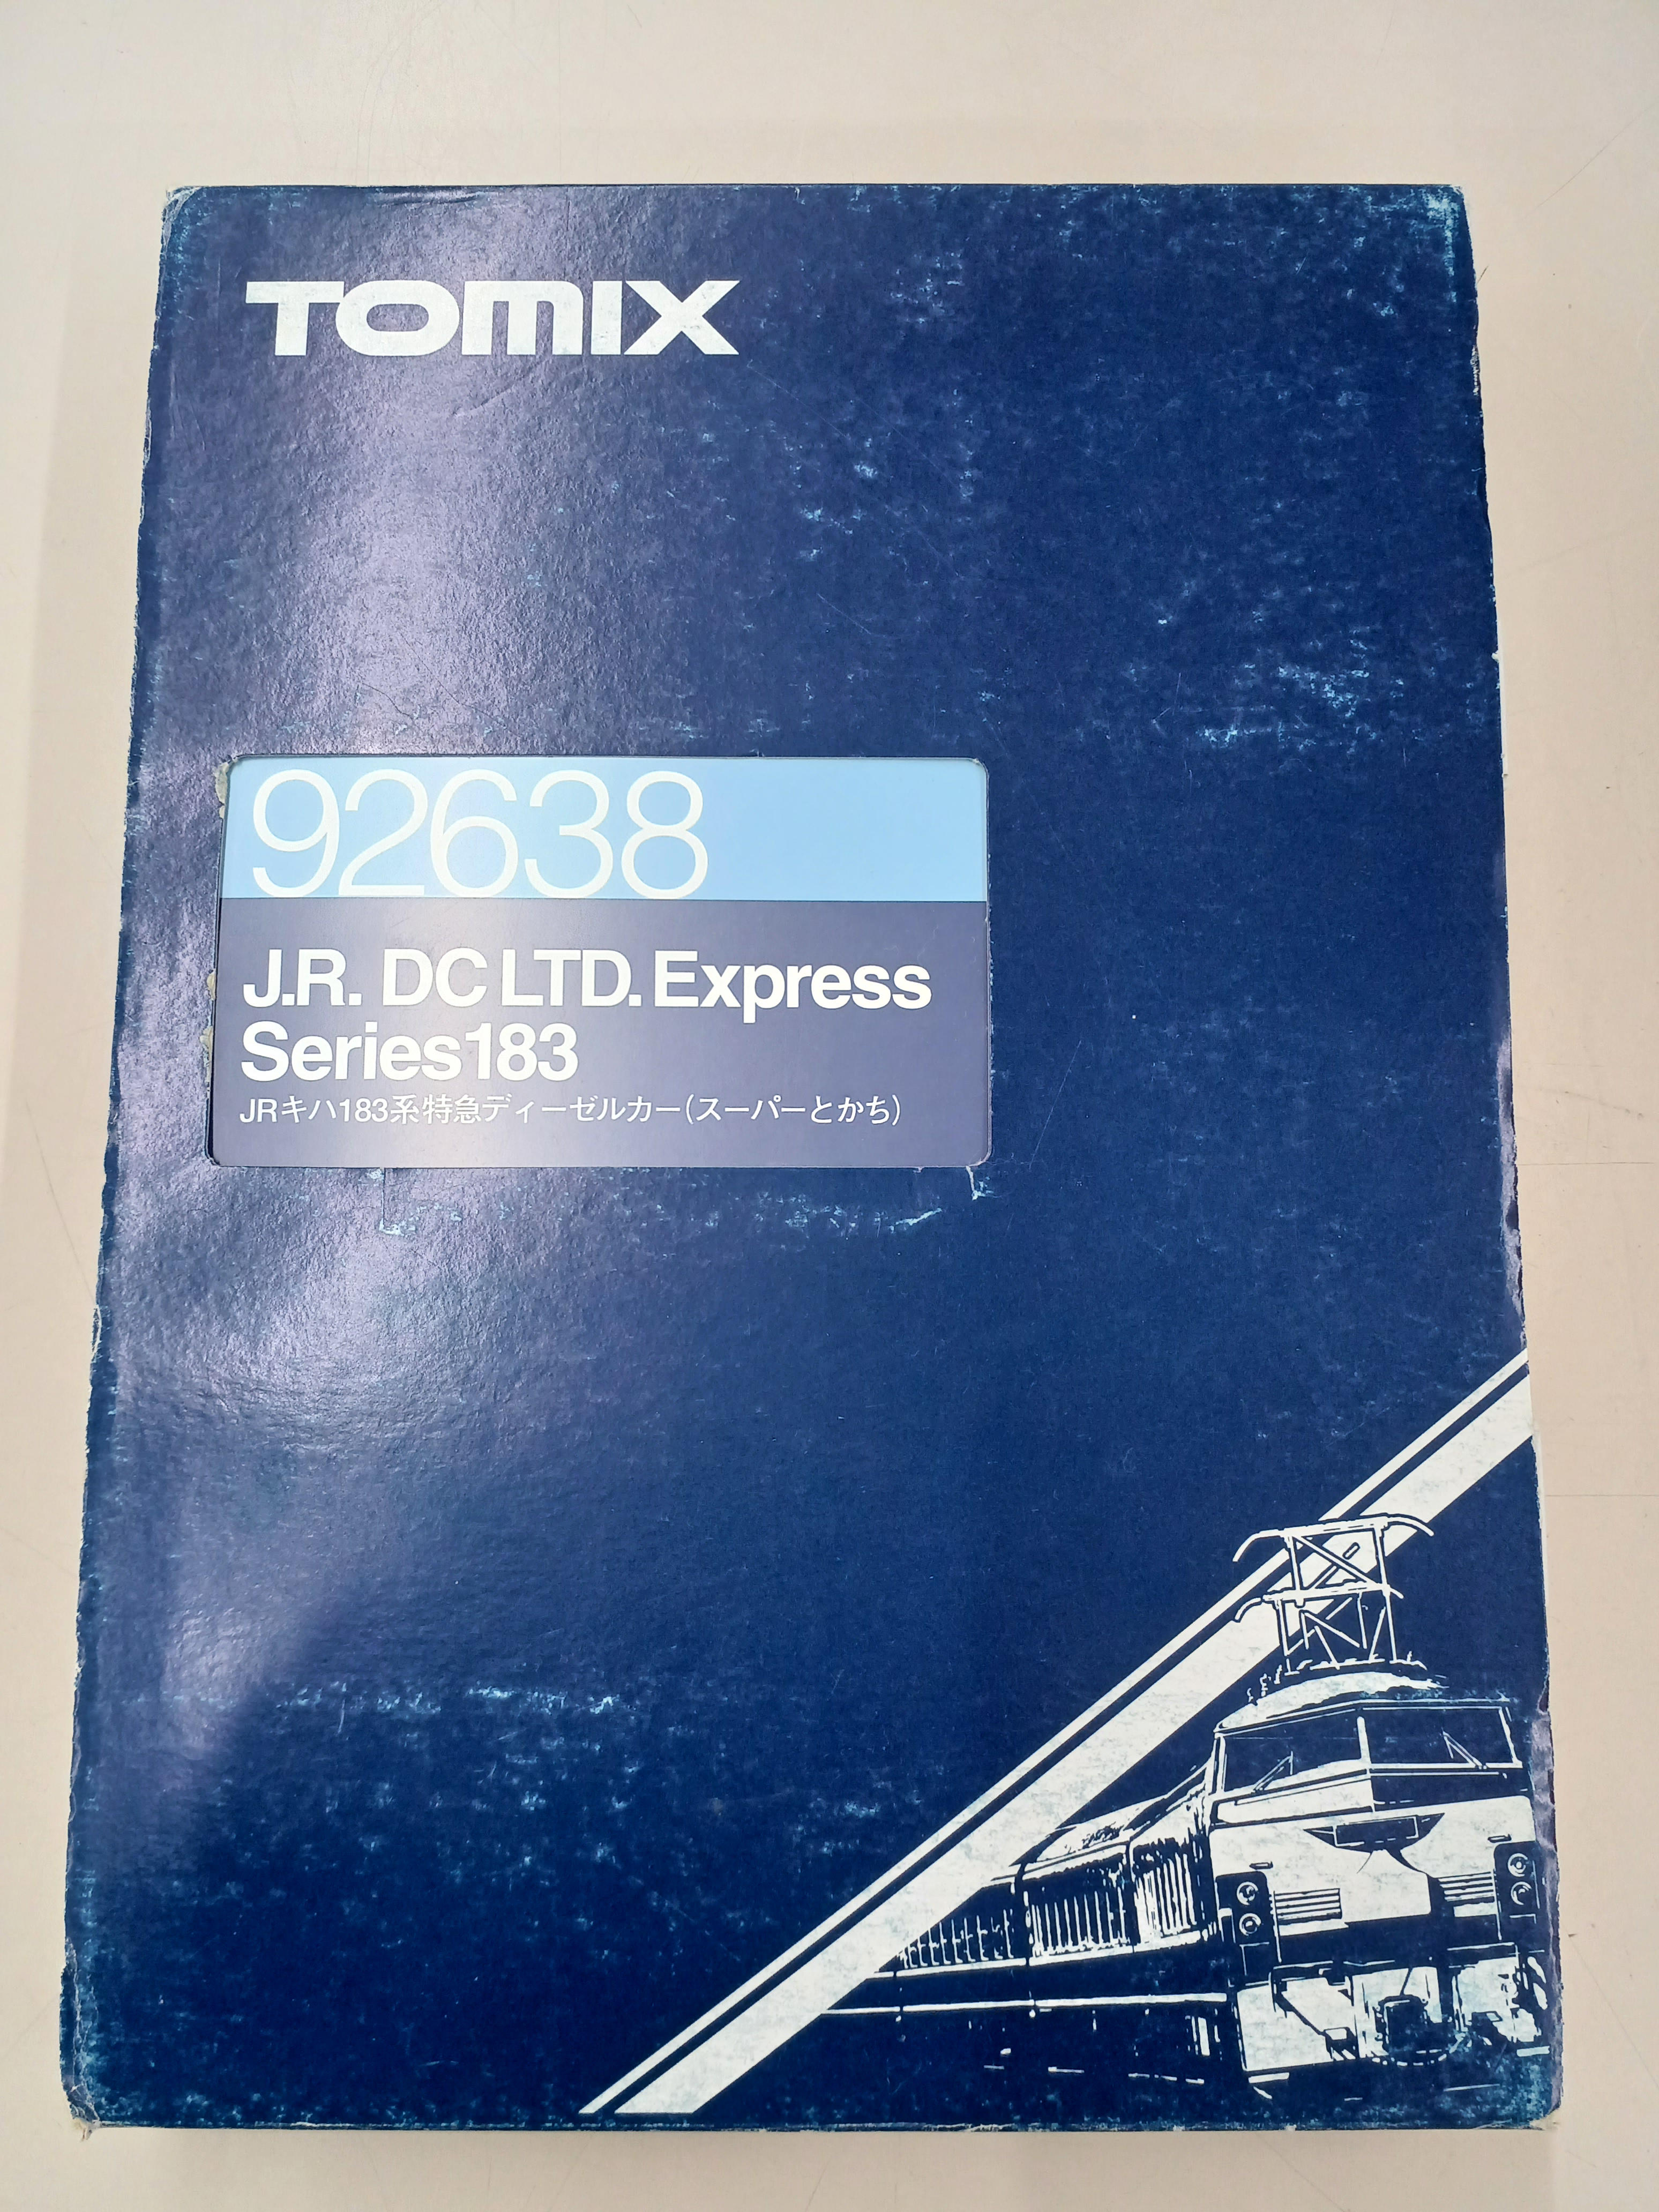 TOMIX
92638
J.R. DC LTD. Express
Series183
JRキハ183系特急ディーゼルカー(スーパーとかち)